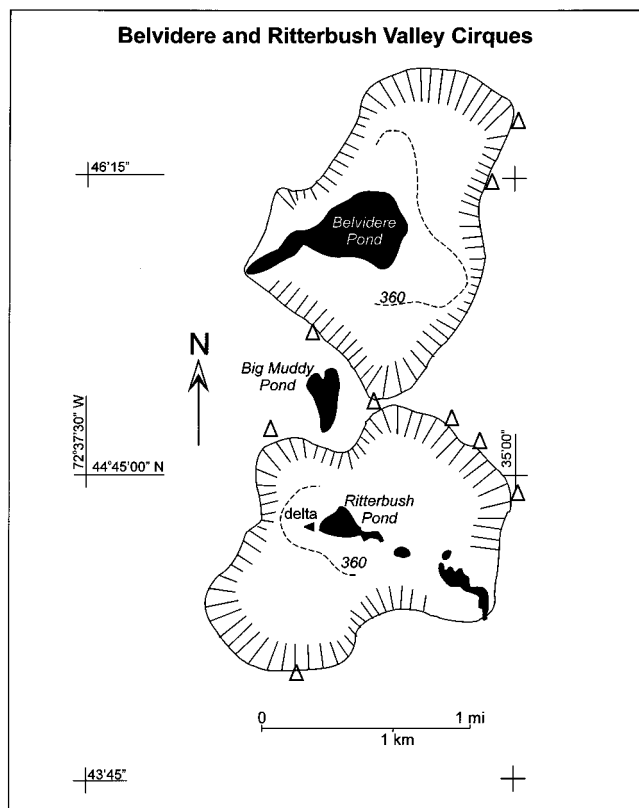 Belvidere and Ritterbush Valley Cirques
46'15"
Belvidere
Pond
360
N
Big Muddy
Pond
72°37'30" W
44°45'00" N
35'00"
Ritterbush
Pond
delta
360
0
1 mi
1 km
43'45"